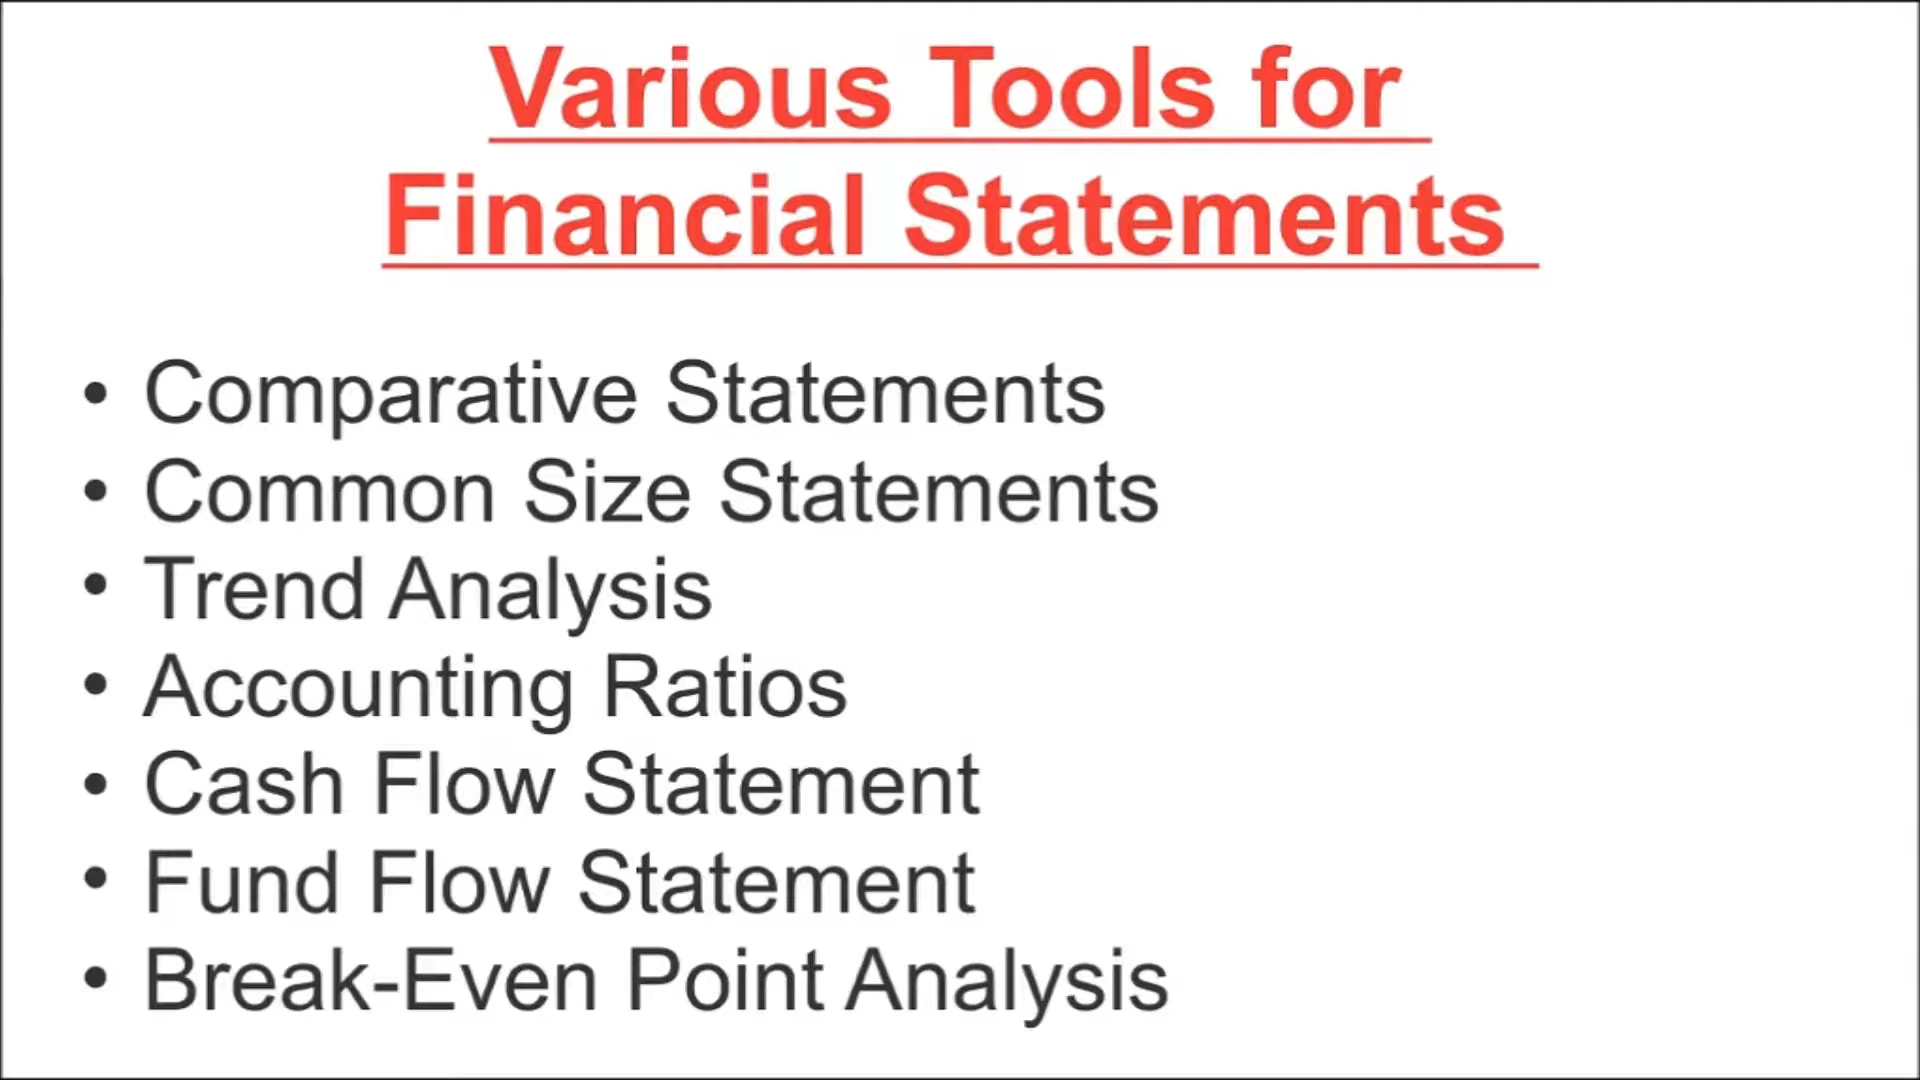 Various Tools for
Financial Statements
• Comparative Statements
• Common Size Statements
• Trend Analysis
• Accounting Ratios
• Cash Flow Statement
• Fund Flow Statement
• Break-Even Point Analysis